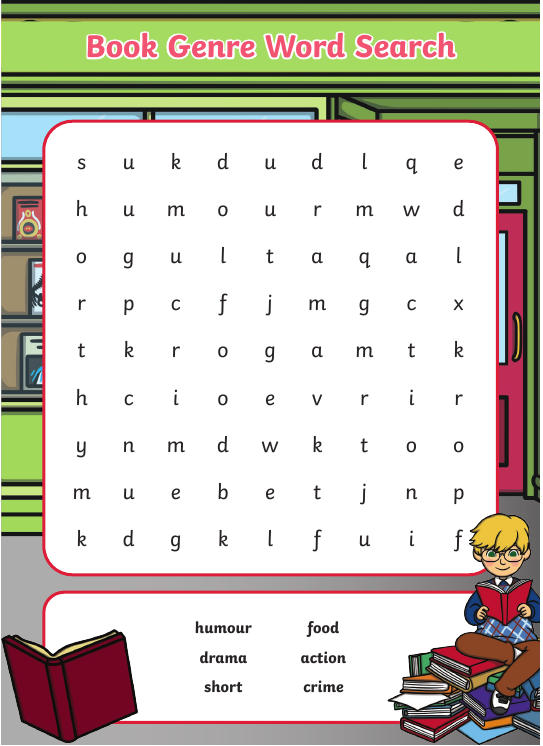 Book Genre Word Search
s u k d u d l q e
h u m o u r m w d
o g u l t a q a l
r p c f j m g c x
t k r o g a m t k
h c i o e v r i r
y n m d w k t o o
m u e b e t j n p
k d g k l f u i f
humour food
drama action
short crime